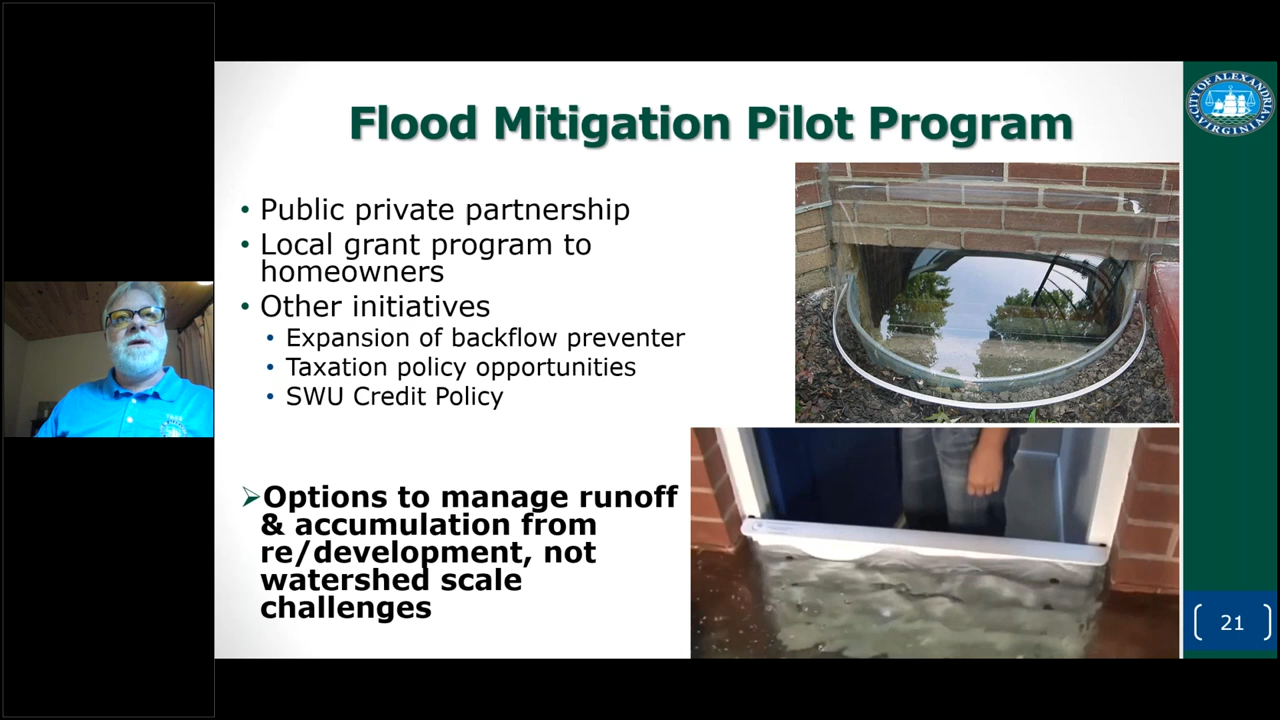 Flood Mitigation Pilot Program
• Public private partnership
• Local grant program to
homeowners
• Other initiatives
• Expansion of backflow preventer
• Taxation policy opportunities
• SWU Credit Policy
➢Options to manage runoff
& accumulation from
re/development, not
watershed scale
challenges
CITY OF ALEXANDRIA
VIRGINIA
21